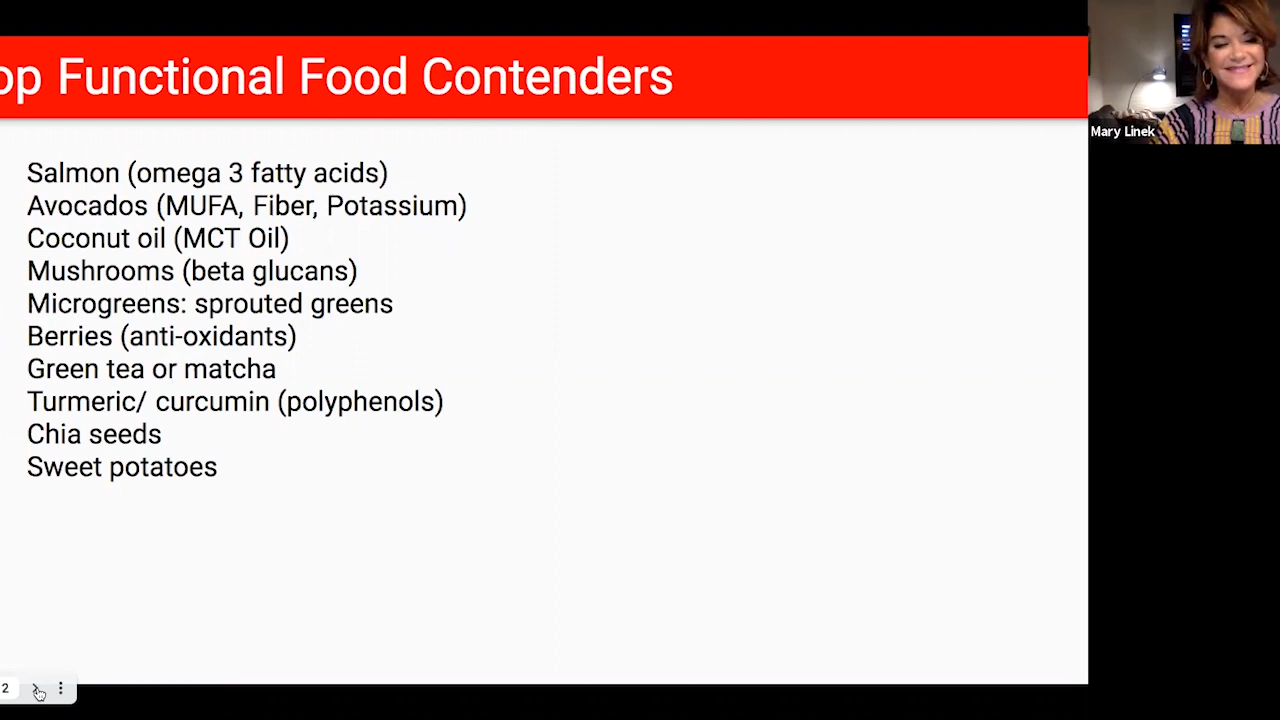 op Functional Food Contenders
Mary Linek
Salmon (omega 3 fatty acids)
Avocados (MUFA, Fiber, Potassium)
Coconut oil (MCT Oil)
Mushrooms (beta glucans)
Microgreens: sprouted greens
Berries (anti-oxidants)
Green tea or matcha
Turmeric/ curcumin (polyphenols)
Chia seeds
Sweet potatoes
2